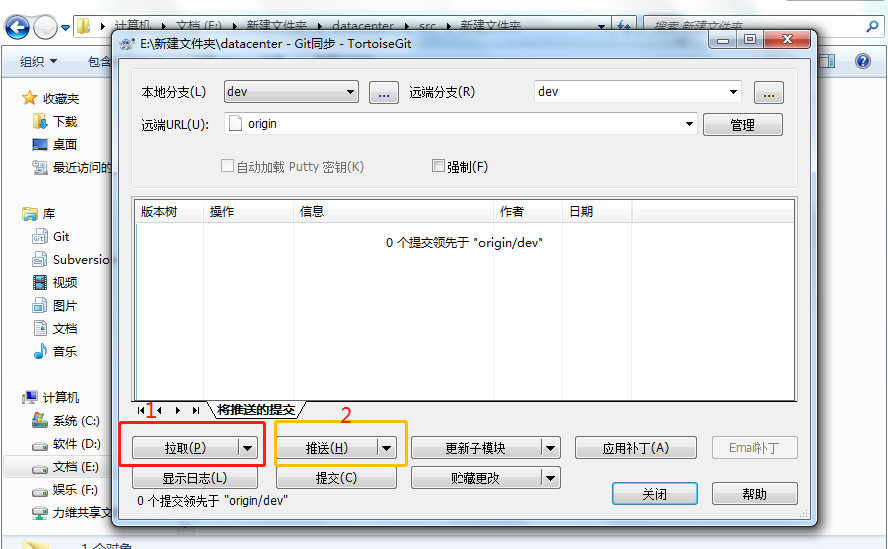 计算机 文档 (E:) 新建文件夹 datacenter src 新建文件夹 搜索 新建文件夹
E:\新建文件夹\datacenter - Git同步 - TortoiseGit
组织 包含
收藏夹
下载
桌面
最近访问的
库
Git
Subversio
视频
图片
文档
音乐
计算机
系统 (C:)
软件 (D:)
文档 (E:)
娱乐 (F:)
力维共享文
本地分支(L) dev ... 远端分支(R) dev ...
远端URL(U): origin 管理
自动加载 Putty 密钥(K) 强制(F)
版本树 操作 信息 作者 日期
0 个提交领先于 "origin/dev"
1 将推送的提交 2
拉取(P) 推送(H) 更新子模块 应用补丁(A) Email补丁
显示日志(L) 提交(C) 贮藏更改
0 个提交领先于 "origin/dev"
关闭 帮助
1 个对象